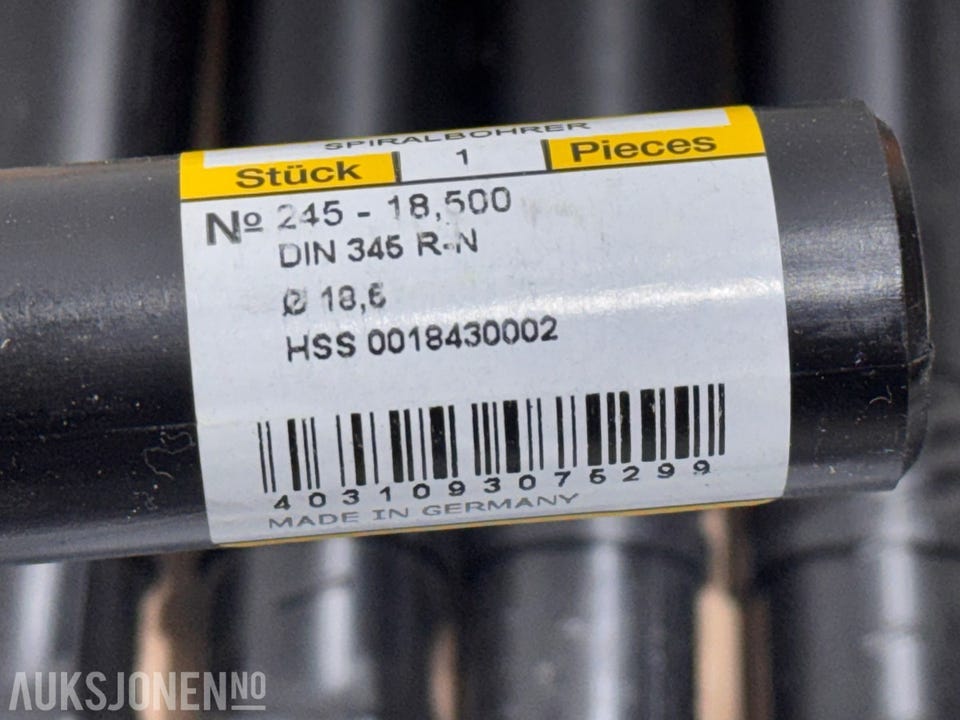 SPIRALBOHRER
Stück 1 Pieces
Nº 245 - 18,500
DIN 345 R-N
Ø 18,5
HSS 0018430002
4031093075299
MADE IN GERMANY
AUKSJONEN NO